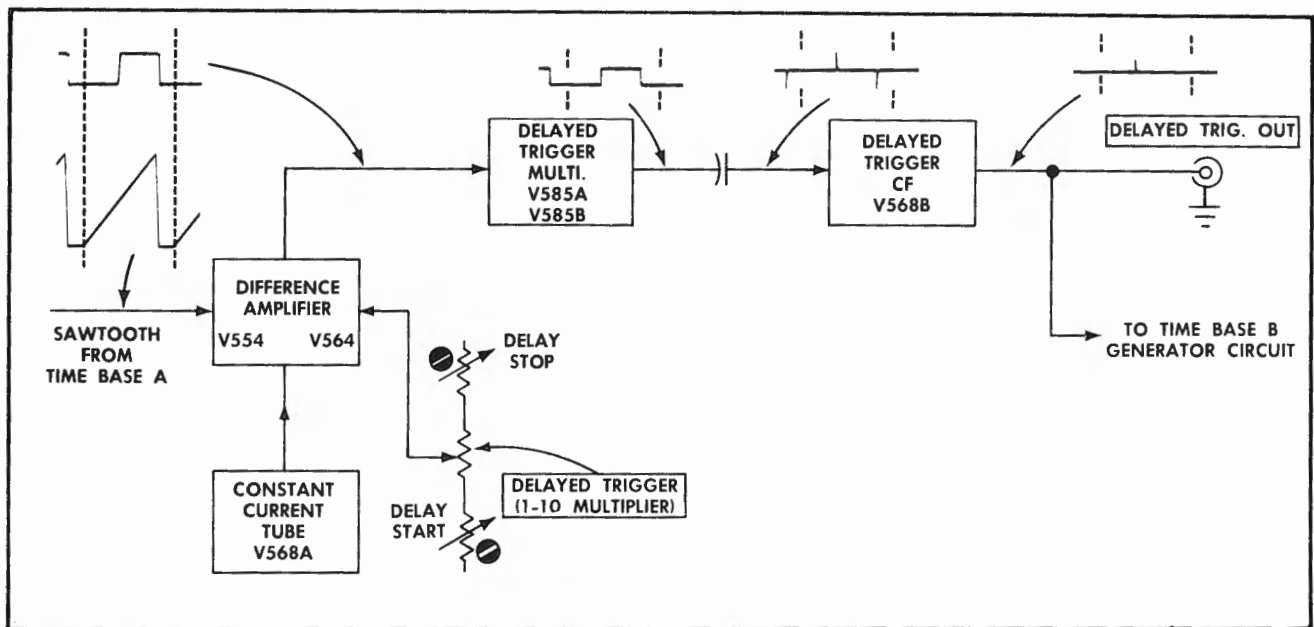 DELAYED
TRIGGER
MULTI.
V585A
V585B
DELAYED
TRIGGER
CF
V568B
DELAYED TRIG. OUT
DIFFERENCE
AMPLIFIER
V554 V564
SAWTOOTH
FROM
TIME BASE A
DELAY
STOP
TO TIME BASE B
GENERATOR CIRCUIT
CONSTANT
CURRENT
TUBE
V568A
DELAY
START
DELAYED TRIGGER
(1-10 MULTIPLIER)